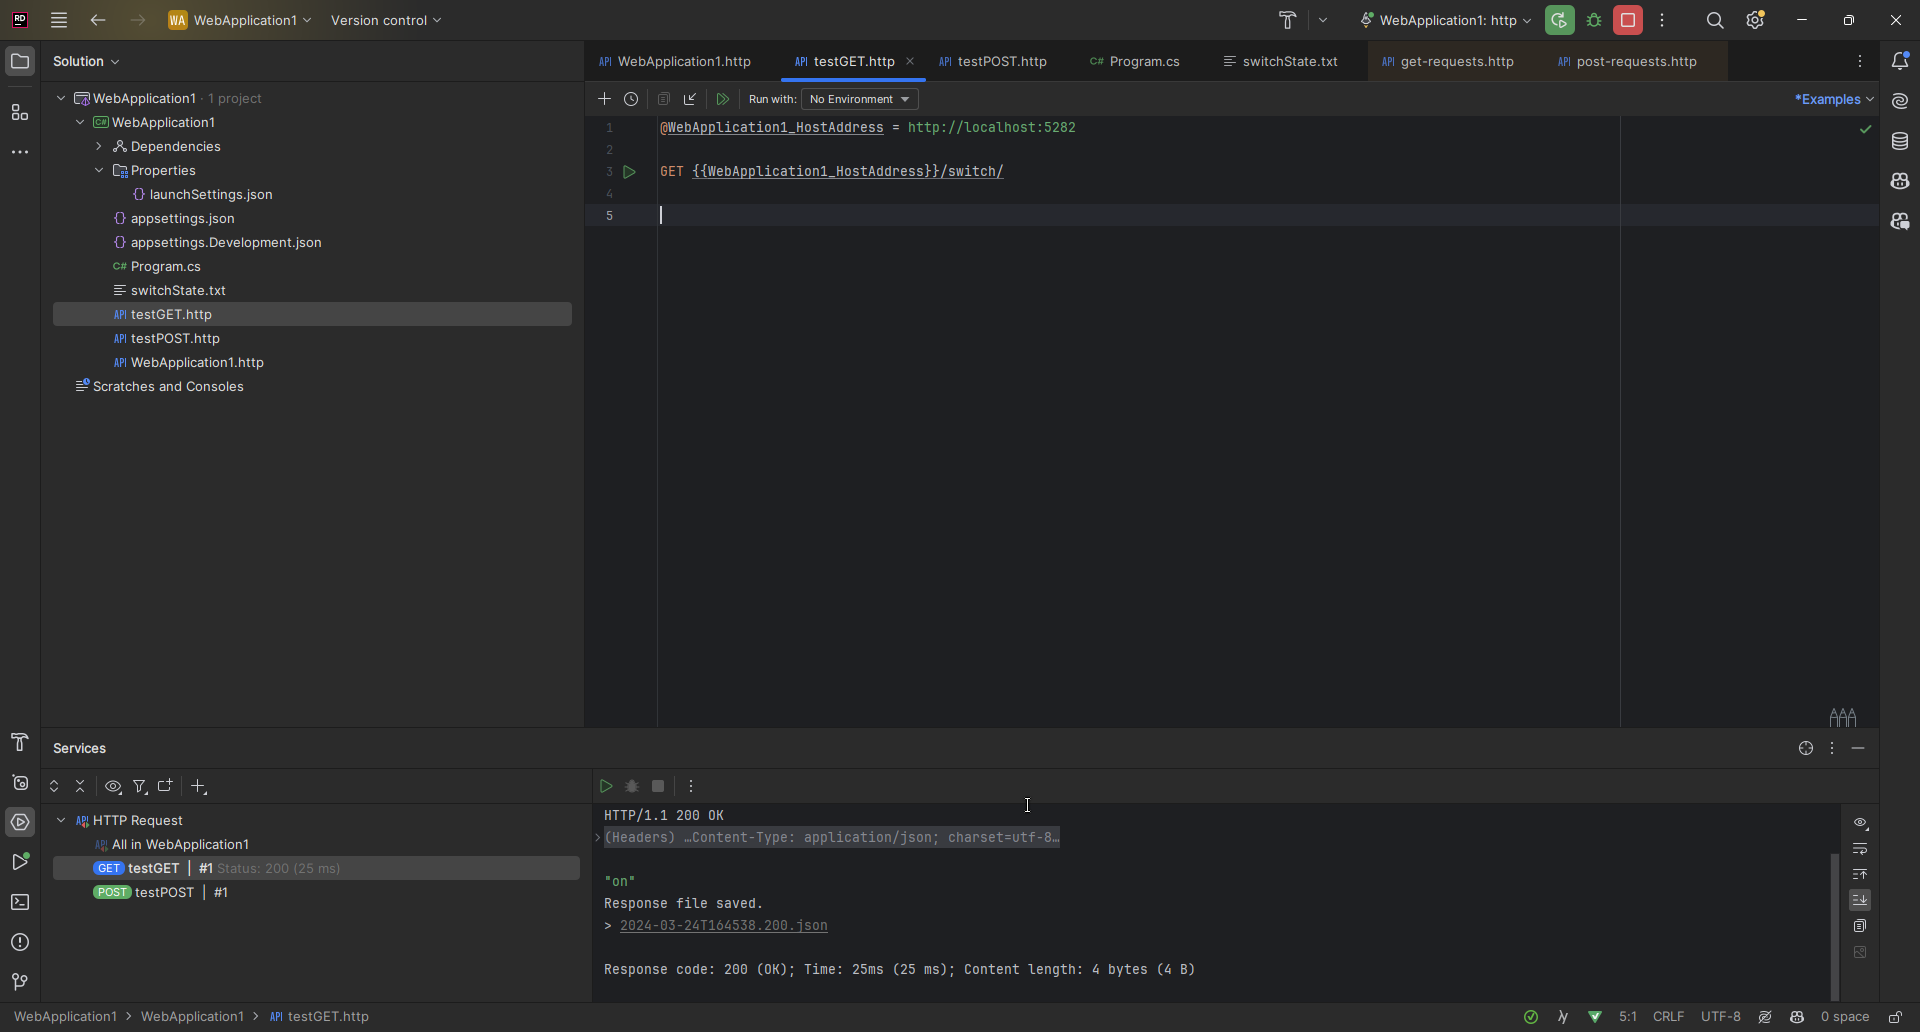 RD
WA WebApplication1
Version control
WebApplication1: http
Solution
WebApplication1.http
testGET.http
testPOST.http
C# Program.cs
switchState.txt
get-requests.http
post-requests.http
WebApplication1 · 1 project
C# WebApplication1
Dependencies
Properties
{} launchSettings.json
{} appsettings.json
{} appsettings.Development.json
C# Program.cs
switchState.txt
API testGET.http
API testPOST.http
API WebApplication1.http
Scratches and Consoles
Run with: No Environment
*Examples
1 @WebApplication1_HostAddress = http://localhost:5282
2
3 GET {{WebApplication1_HostAddress}}/switch/
4
5
Services
API HTTP Request
API All in WebApplication1
GET testGET | #1 Status: 200 (25 ms)
POST testPOST | #1
HTTP/1.1 200 OK
(Headers) …Content-Type: application/json; charset=utf-8…
"on"
Response file saved.
> 2024-03-24T164538.200.json
Response code: 200 (OK); Time: 25ms (25 ms); Content length: 4 bytes (4 B)
WebApplication1 > WebApplication1 > API testGET.http
5:1 CRLF UTF-8 0 space